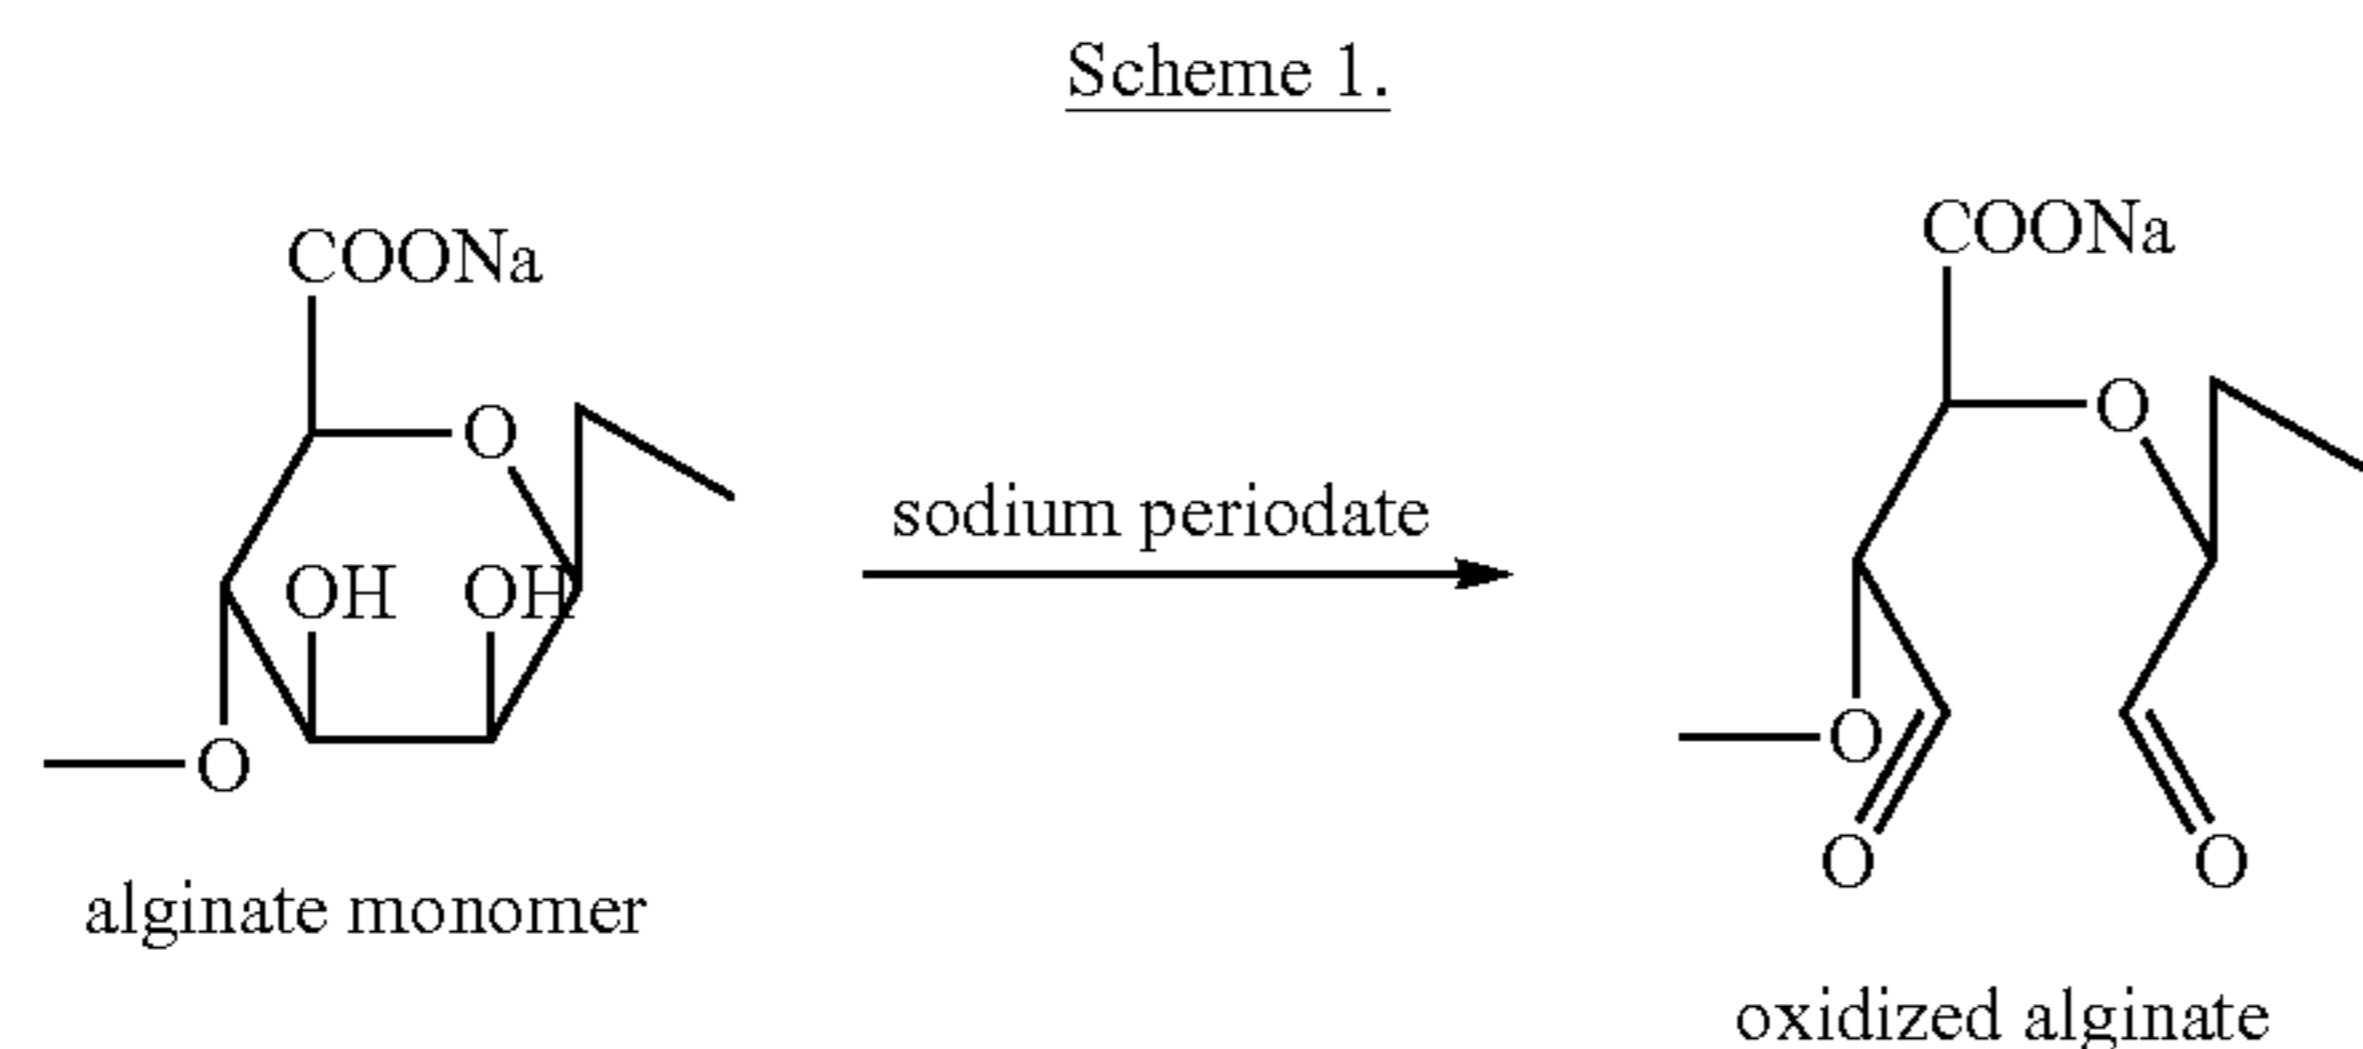 Scheme 1.
COONa
O
OH OH
O
alginate monomer
sodium periodate
COONa
O
O
O O
oxidized alginate